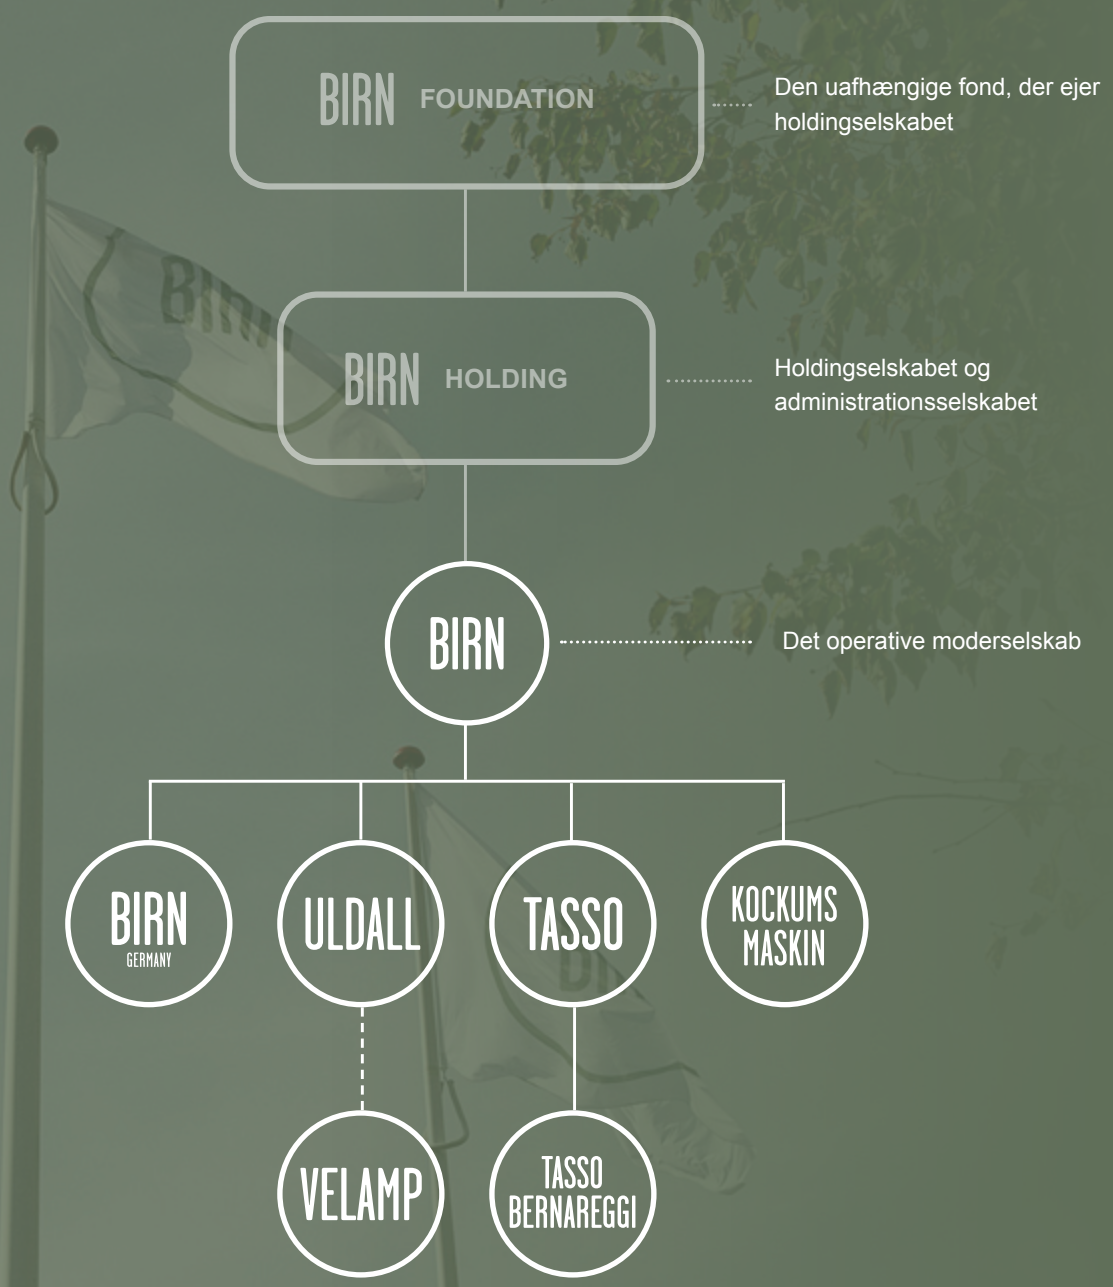 BIRN FOUNDATION
Den uafhængige fond, der ejer
holdingselskabet
BIRN
BIRN HOLDING
Holdingselskabet og
administrationsselskabet
BIRN
Det operative moderselskab
BIRN
GERMANY
ULDALL
TASSO
KOCKUMS
MASKIN
VELAMP
TASSO
BERNAREGGI